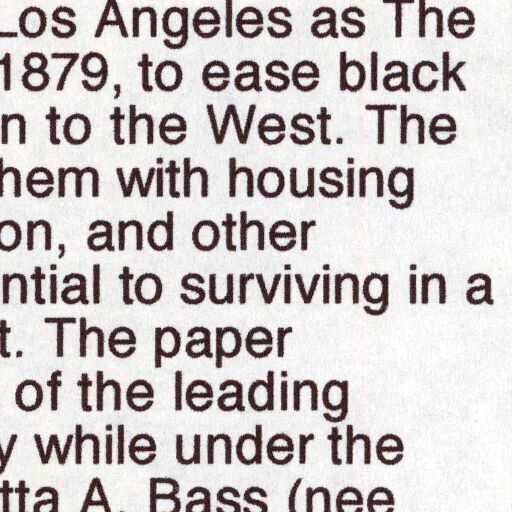 Los Angeles as The
1879, to ease black
n to the West. The
hem with housing
on, and other
ntial to surviving in a
t. The paper
of the leading
y while under the
tta A. Bass (nee